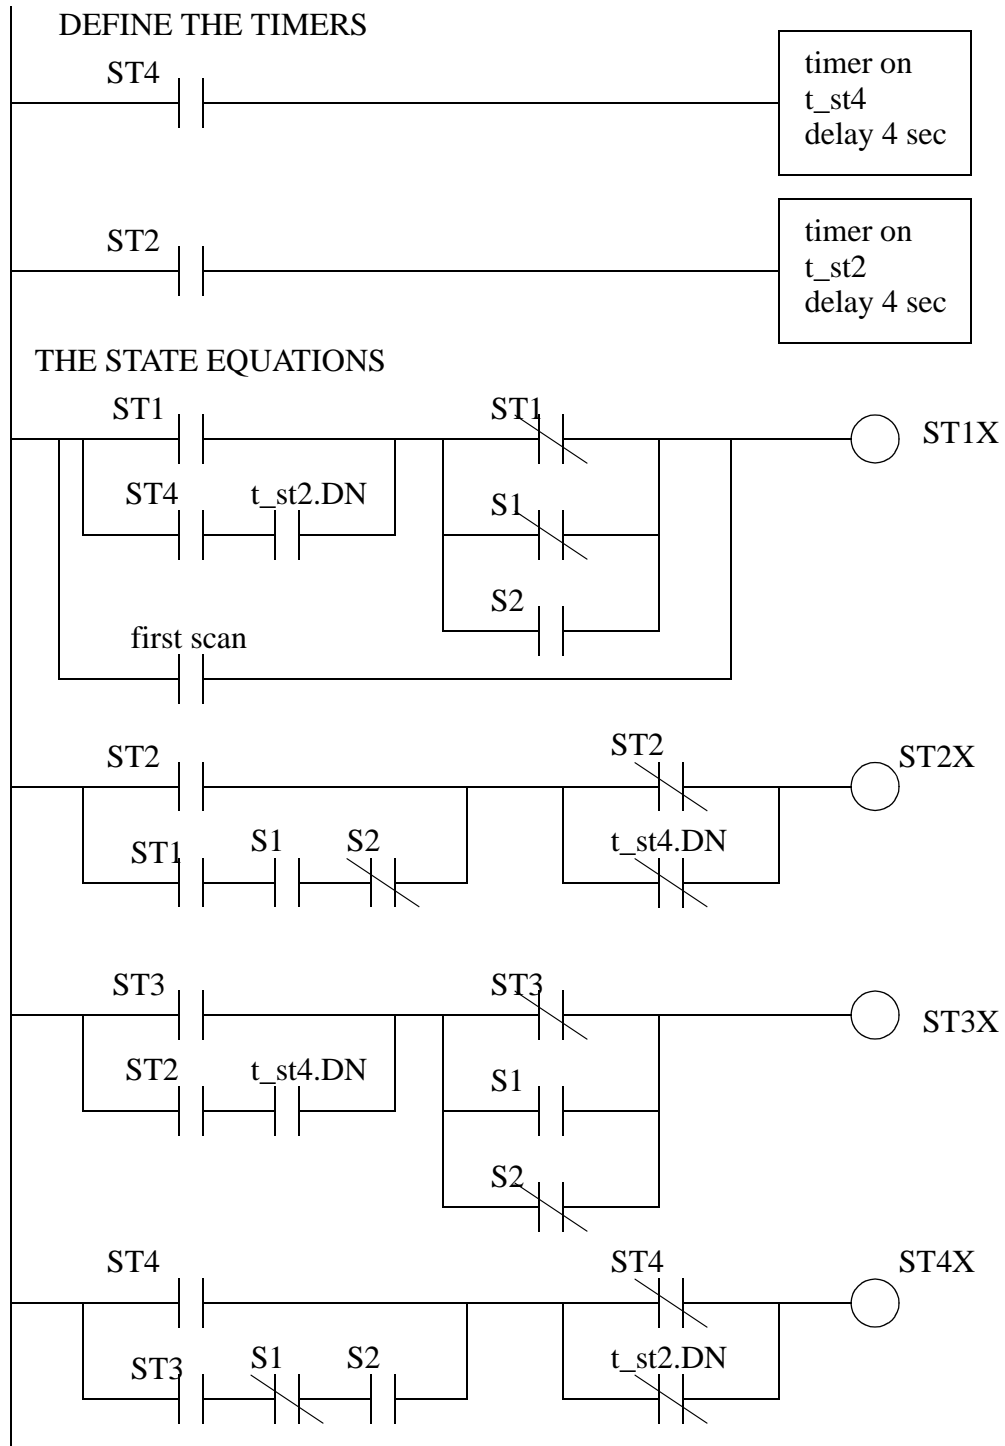 DEFINE THE TIMERS
ST4
timer on
t_st4
delay 4 sec
ST2
timer on
t_st2
delay 4 sec
THE STATE EQUATIONS
ST1
ST1
ST1X
ST4
t_st2.DN
S1
S2
first scan
ST2
ST2
ST2X
ST1
S1
S2
t_st4.DN
ST3
ST3
ST3X
ST2
t_st4.DN
S1
S2
ST4
ST4
ST4X
ST3
S1
S2
t_st2.DN